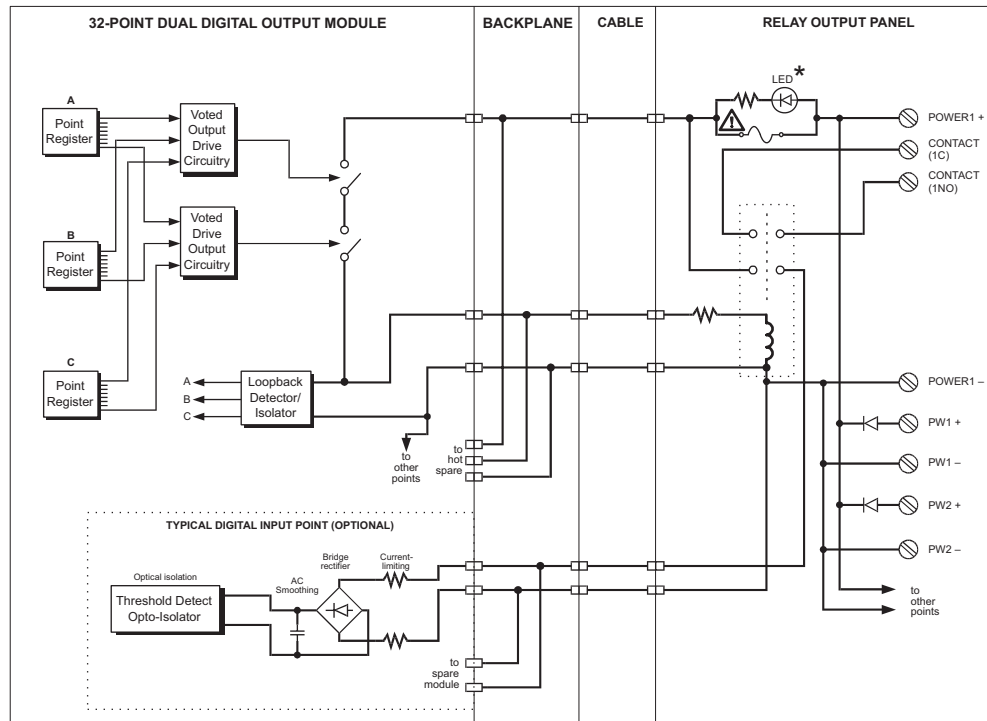 32-POINT DUAL DIGITAL OUTPUT MODULE
BACKPLANE
CABLE
RELAY OUTPUT PANEL
A
Point
Register
Voted
Output
Drive
Circuitry
LED*
POWER1 +
CONTACT
(1C)
CONTACT
(1NO)
B
Point
Register
Voted
Drive
Output
Circuitry
C
Point
Register
A
B
C
Loopback
Detector/
Isolator
to
other
points
to
hot
spare
POWER1 –
PW1 +
PW1 –
PW2 +
PW2 –
to
other
points
TYPICAL DIGITAL INPUT POINT (OPTIONAL)
Optical isolation
Threshold Detect
Opto-Isolator
AC
Smoothing
Bridge
rectifier
Current-
limiting
to
spare
module